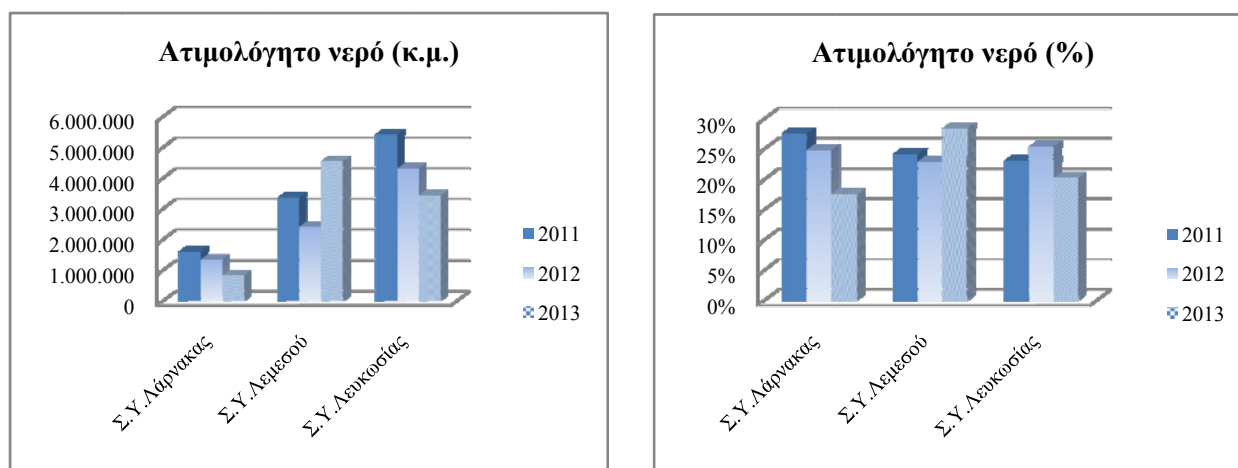 Ατιμολόγητο νερό (κ.μ.)
6.000.000
5.000.000
4.000.000
3.000.000
2.000.000
1.000.000
0
Σ.Υ.Λάρνακας
Σ.Υ.Λεμεσού
Σ.Υ.Λευκωσίας
2011
2012
2013
Ατιμολόγητο νερό (%)
30%
25%
20%
15%
10%
5%
0%
Σ.Υ.Λάρνακας
Σ.Υ.Λεμεσού
Σ.Υ.Λευκωσίας
2011
2012
2013